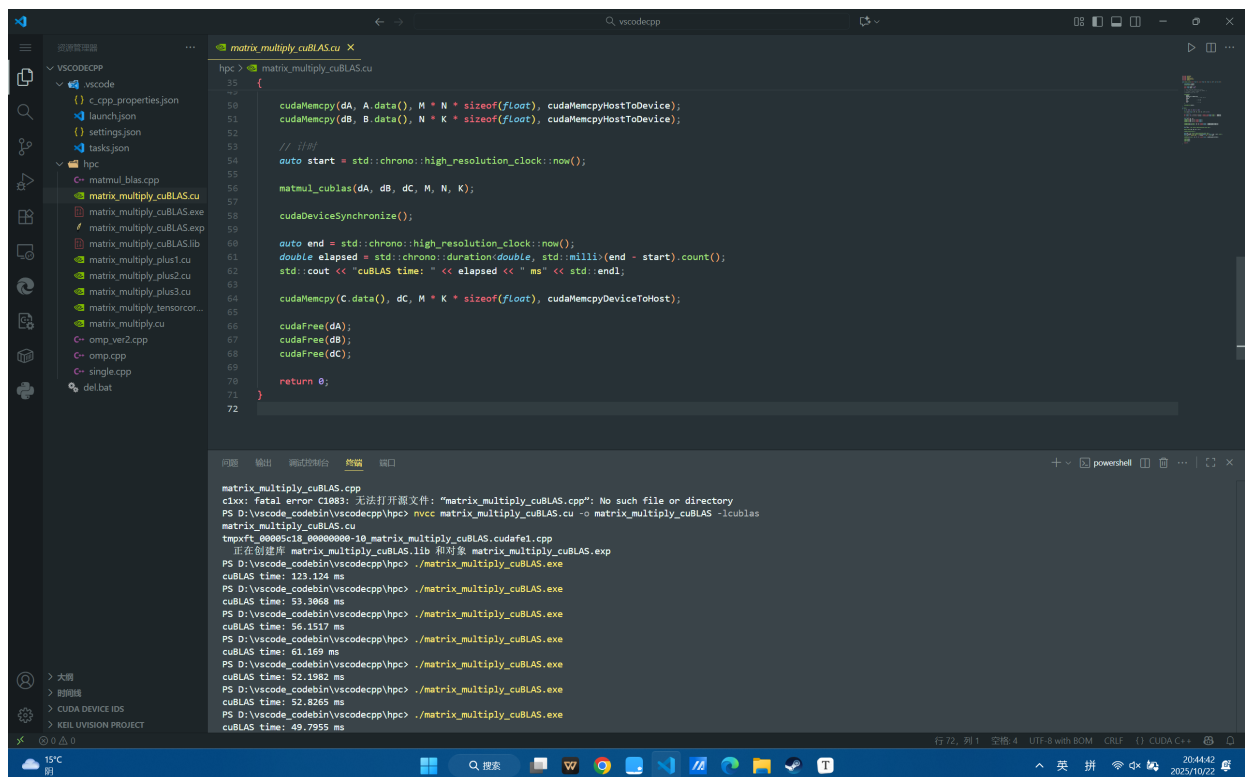 vscodecpp
资源管理器
matrix_multiply_cuBLAS.cu
VSCODECPP
.vscode
c_cpp_properties.json
launch.json
settings.json
tasks.json
hpc
matmul_blas.cpp
matrix_multiply_cuBLAS.cu
matrix_multiply_cuBLAS.exe
matrix_multiply_cuBLAS.exp
matrix_multiply_cuBLAS.lib
matrix_multiply_plus1.cu
matrix_multiply_plus2.cu
matrix_multiply_plus3.cu
matrix_multiply_tensorcor...
matrix_multiply.cu
omp_ver2.cpp
omp.cpp
single.cpp
del.bat
大纲
时间线
CUDA DEVICE IDS
KEIL UVISION PROJECT
hpc > matrix_multiply_cuBLAS.cu
35 {
50 cudaMemcpy(dA, A.data(), M * N * sizeof(float), cudaMemcpyHostToDevice);
51 cudaMemcpy(dB, B.data(), N * K * sizeof(float), cudaMemcpyHostToDevice);
52
53 // 计时
54 auto start = std::chrono::high_resolution_clock::now();
55
56 matmul_cublas(dA, dB, dC, M, N, K);
57
58 cudaDeviceSynchronize();
59
60 auto end = std::chrono::high_resolution_clock::now();
61 double elapsed = std::chrono::duration<double, std::milli>(end - start).count();
62 std::cout << "cuBLAS time: " << elapsed << " ms" << std::endl;
63
64 cudaMemcpy(C.data(), dC, M * K * sizeof(float), cudaMemcpyDeviceToHost);
65
66 cudaFree(dA);
67 cudaFree(dB);
68 cudaFree(dC);
69
70 return 0;
71 }
72
问题 输出 调试控制台 终端 端口
powershell
matrix_multiply_cuBLAS.cpp
c1xx: fatal error C1083: 无法打开源文件: “matrix_multiply_cuBLAS.cpp”: No such file or directory
PS D:\vscode_codebin\vscodecpp\hpc> nvcc matrix_multiply_cuBLAS.cu -o matrix_multiply_cuBLAS -lcublas
matrix_multiply_cuBLAS.cu
tmpxft_00005c18_00000000-10_matrix_multiply_cuBLAS.cudafe1.cpp
正在创建库 matrix_multiply_cuBLAS.lib 和对象 matrix_multiply_cuBLAS.exp
PS D:\vscode_codebin\vscodecpp\hpc> ./matrix_multiply_cuBLAS.exe
cuBLAS time: 123.124 ms
PS D:\vscode_codebin\vscodecpp\hpc> ./matrix_multiply_cuBLAS.exe
cuBLAS time: 53.3068 ms
PS D:\vscode_codebin\vscodecpp\hpc> ./matrix_multiply_cuBLAS.exe
cuBLAS time: 56.1517 ms
PS D:\vscode_codebin\vscodecpp\hpc> ./matrix_multiply_cuBLAS.exe
cuBLAS time: 61.169 ms
PS D:\vscode_codebin\vscodecpp\hpc> ./matrix_multiply_cuBLAS.exe
cuBLAS time: 52.1982 ms
PS D:\vscode_codebin\vscodecpp\hpc> ./matrix_multiply_cuBLAS.exe
cuBLAS time: 52.8265 ms
PS D:\vscode_codebin\vscodecpp\hpc> ./matrix_multiply_cuBLAS.exe
cuBLAS time: 49.7955 ms
0 0 行 72，列 1 空格: 4 UTF-8 with BOM CRLF {} CUDA C++
15°C
阴
搜索
英 拼
20:44:42
2025/10/22